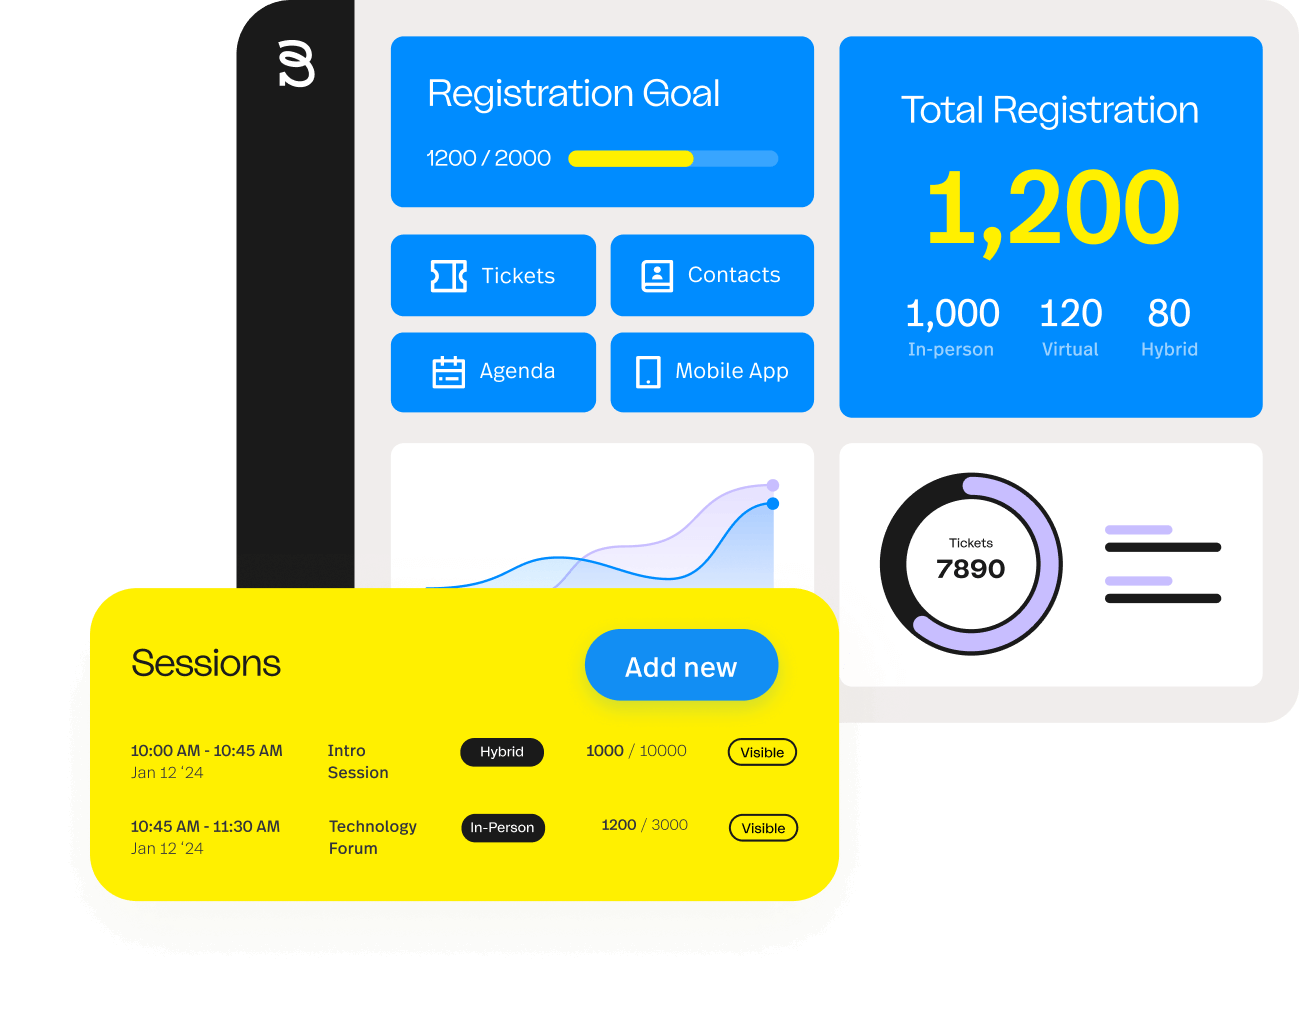 Registration Goal
1200 / 2000
Total Registration
1,200
1,000 120 80
In-person Virtual Hybrid
Tickets
Contacts
Agenda
Mobile App
Tickets
7890
Sessions
Add new
10:00 AM - 10:45 AM Intro Hybrid 1000 / 10000 Visible
Jan 12 ‘24 Session
10:45 AM - 11:30 AM Technology In-Person 1200 / 3000 Visible
Jan 12 ‘24 Forum